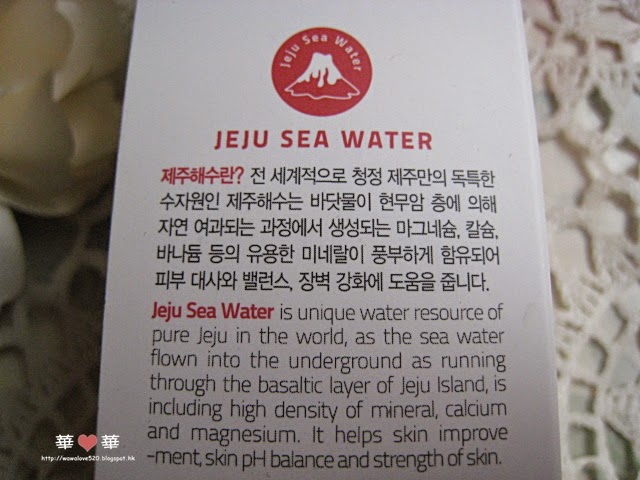 Jeju Sea Water
JEJU SEA WATER
제주해수란? 전 세계적으로 청정 제주만의 독특한
수자원인 제주해수는 바닷물이 현무암 층에 의해
자연 여과되는 과정에서 생성되는 마그네슘, 칼슘,
바나듐 등의 유용한 미네랄이 풍부하게 함유되어
피부 대사와 밸런스, 장벽 강화에 도움을 줍니다.
Jeju Sea Water is unique water resource of
pure Jeju in the world, as the sea water
flown into the underground as running
through the basaltic layer of Jeju Island, is
including high density of mineral, calcium
and magnesium. It helps skin improve
-ment, skin pH balance and strength of skin.
華❤華
http://wawalove520.blogspot.hk